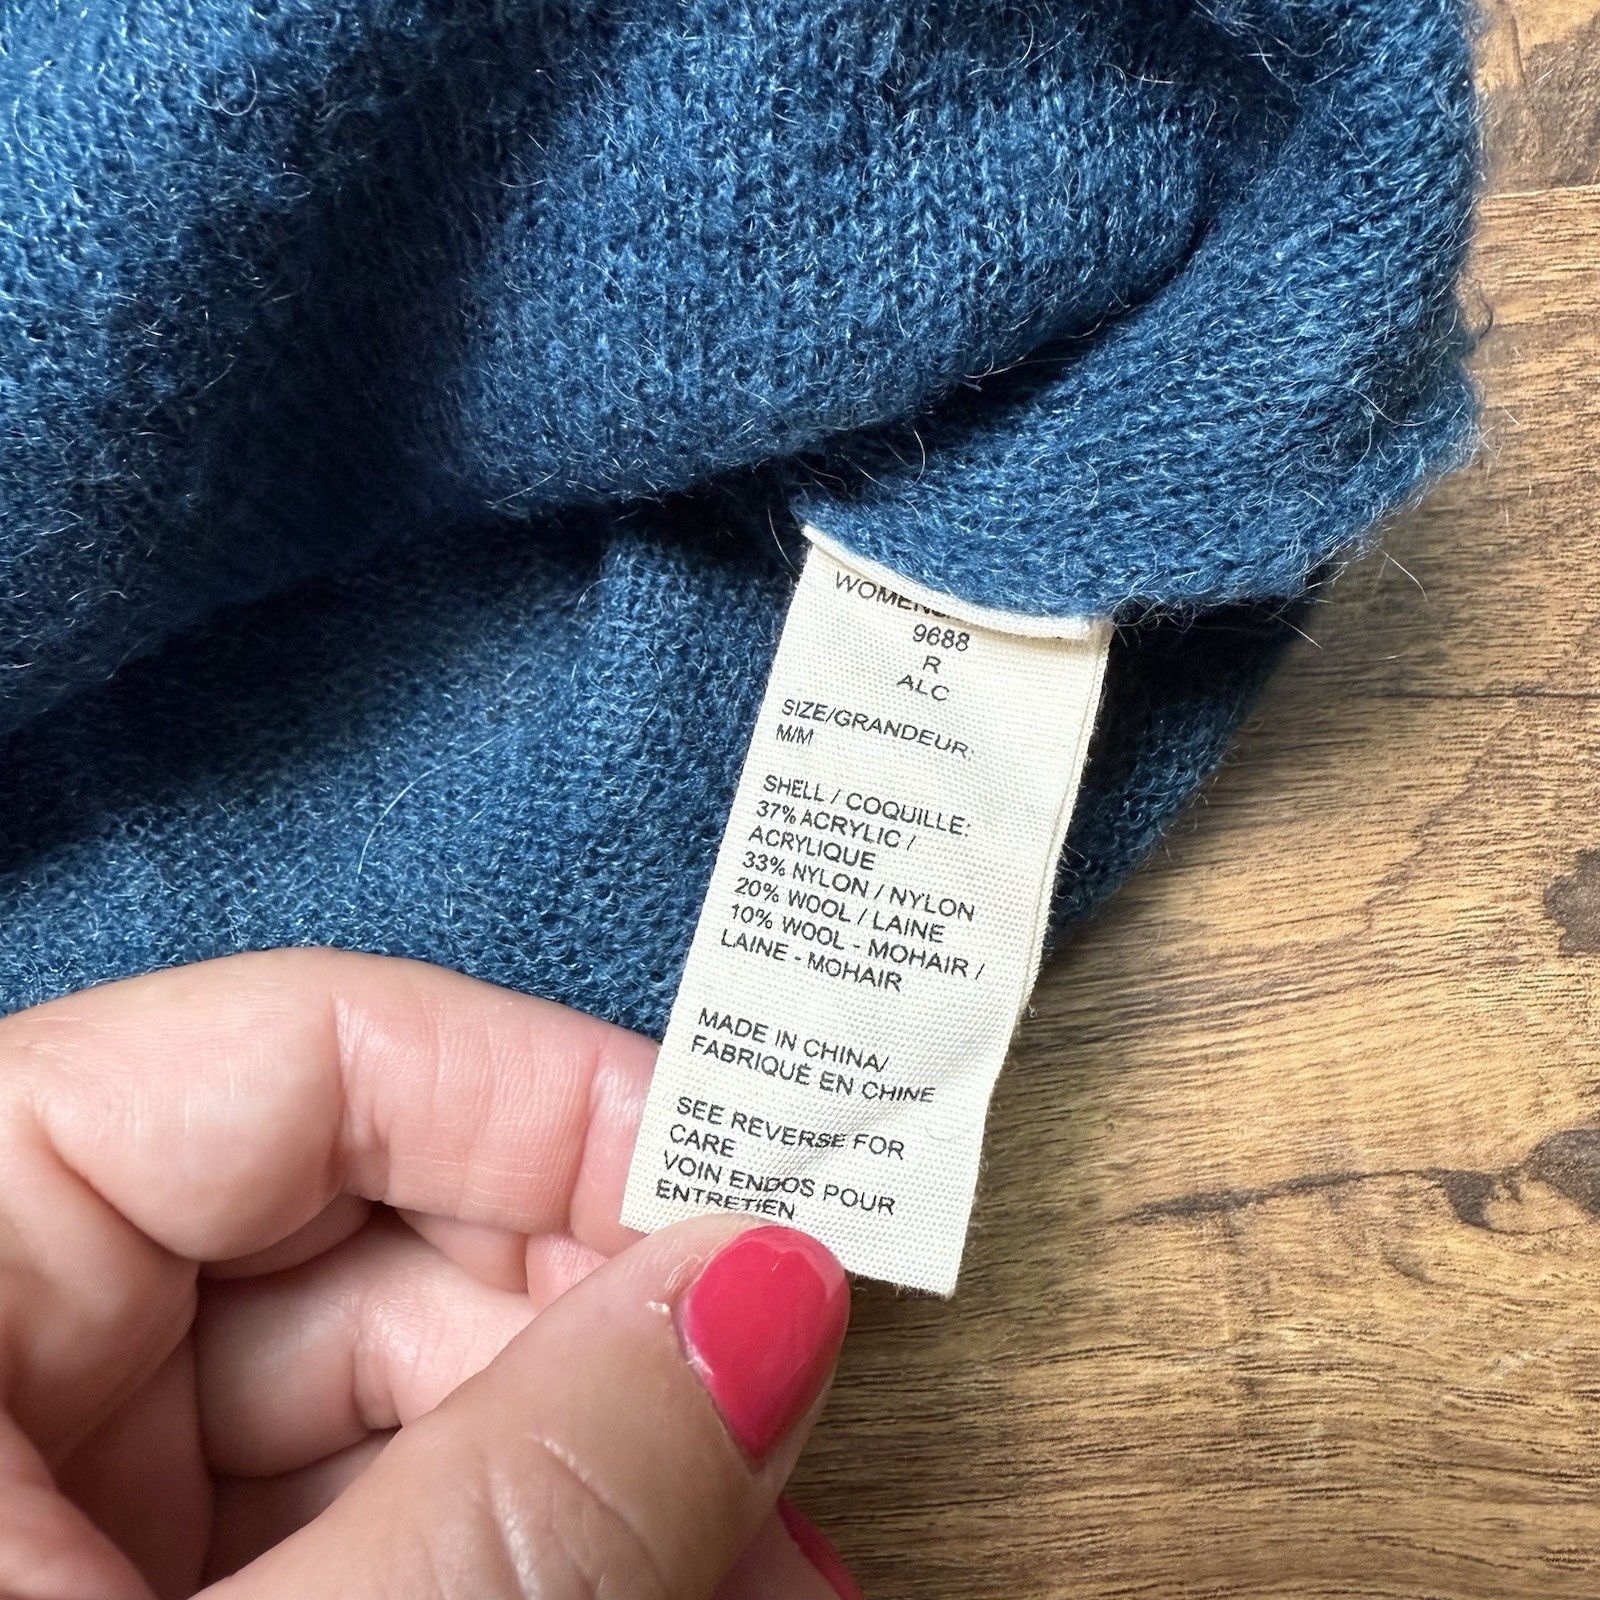 9688
R
ALC
SIZE/GRANDEUR:
M/M
SHELL / COQUILLE:
37% ACRYLIC /
ACRYLIQUE
33% NYLON / NYLON
20% WOOL / LAINE
10% WOOL - MOHAIR /
LAINE - MOHAIR
MADE IN CHINA/
FABRIQUÉ EN CHINE
SEE REVERSE FOR
CARE
VOIN ENDOS POUR
ENTRETIEN